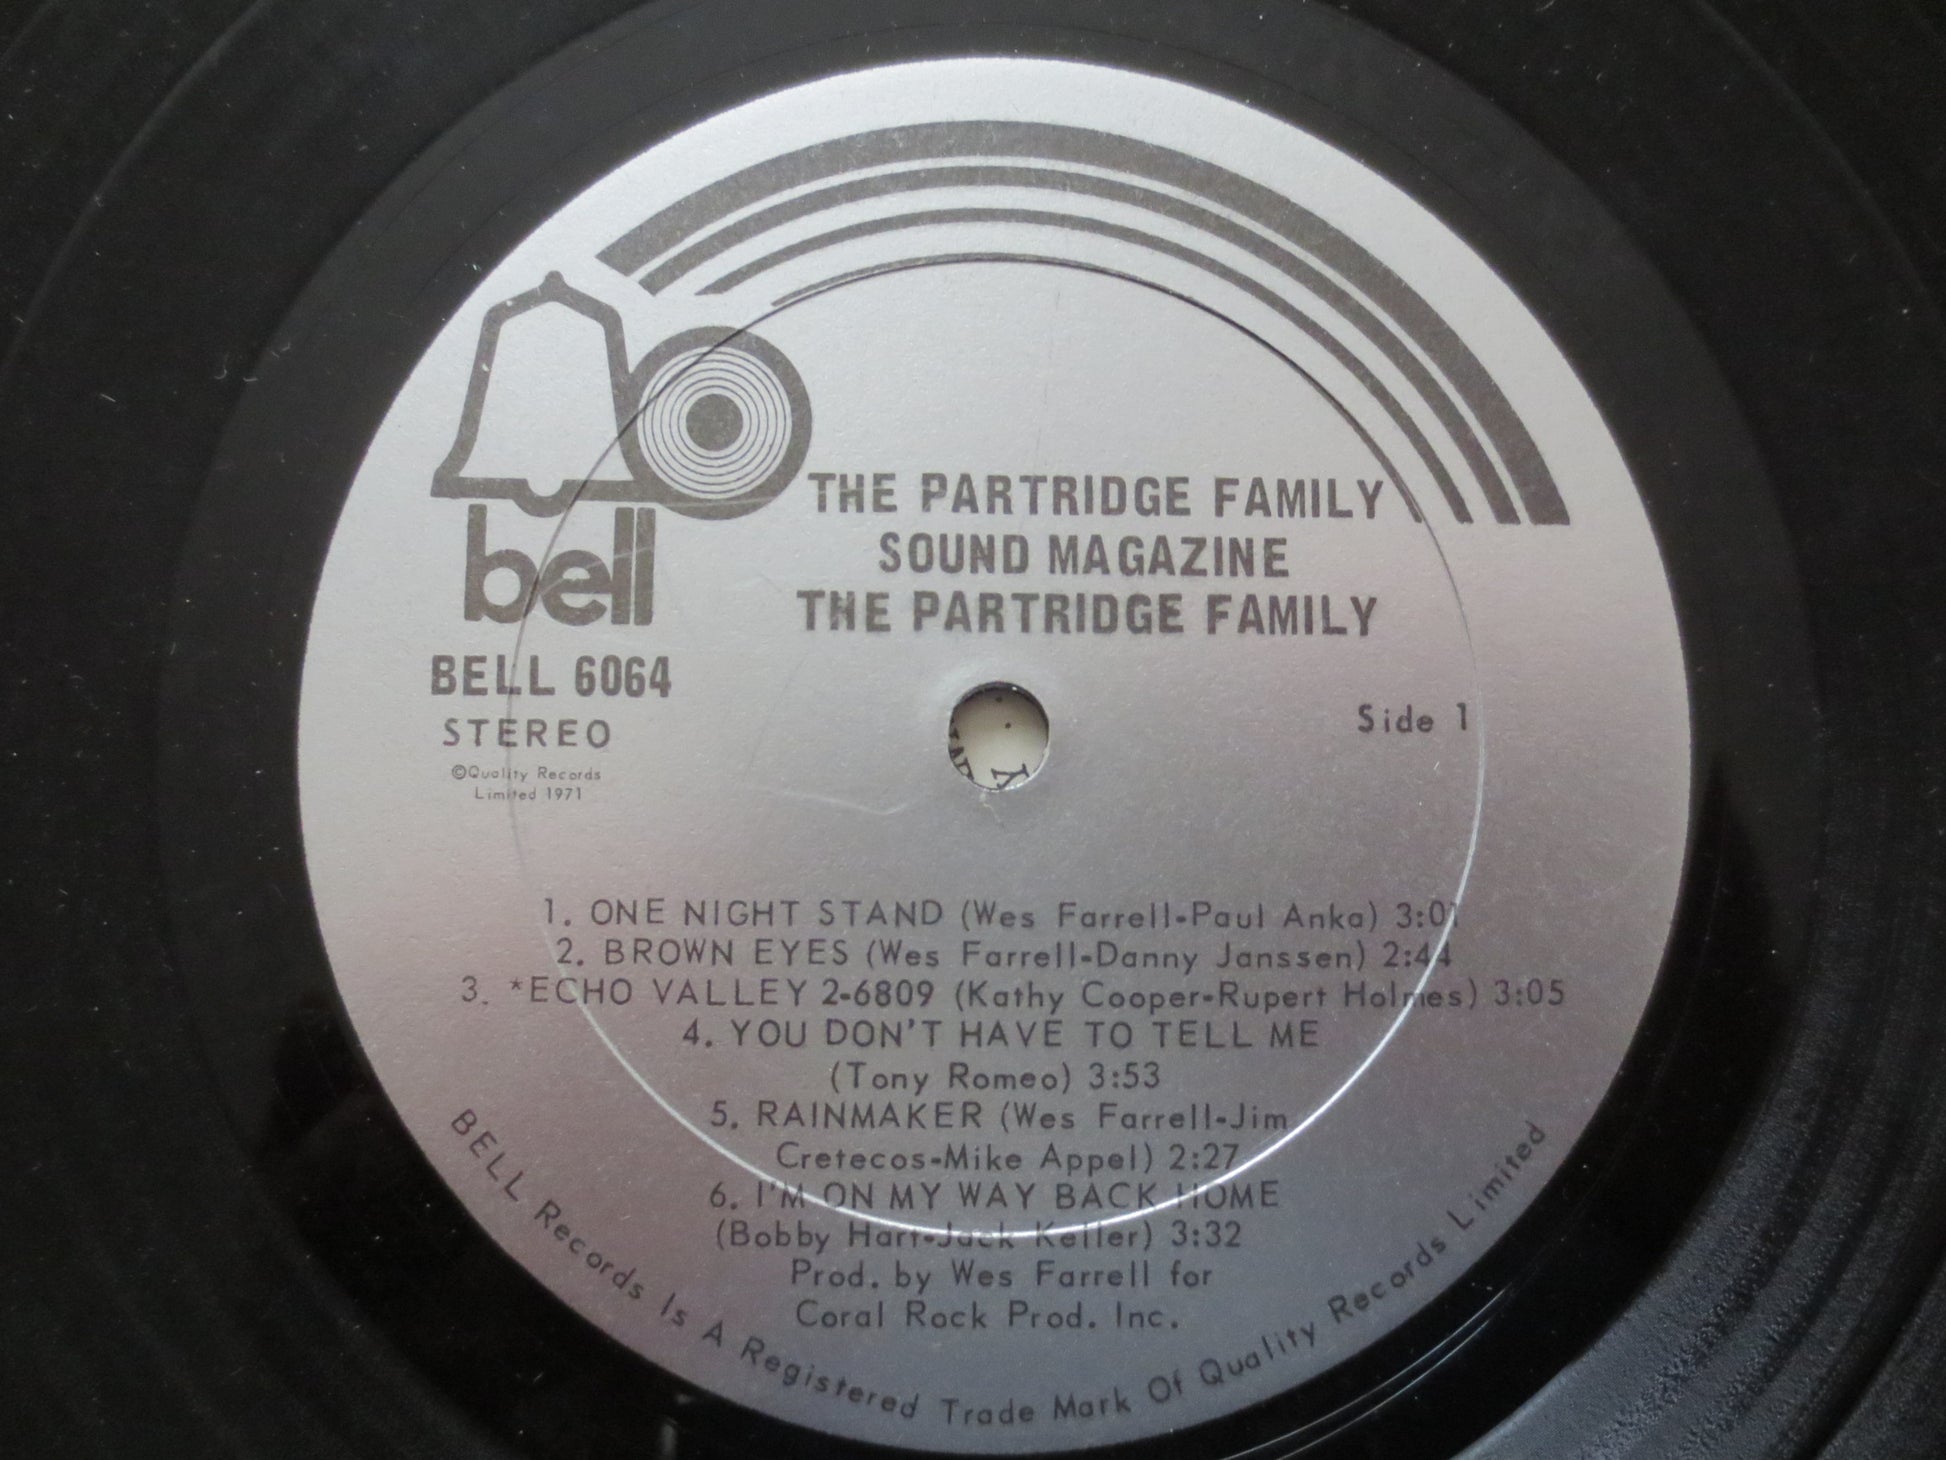 THE PARTRIDGE FAMILY
SOUND MAGAZINE
THE PARTRIDGE FAMILY
bell
BELL 6064
STEREO
©Quality Records
Limited 1971
Side 1
1. ONE NIGHT STAND (Wes Farrell-Paul Anka) 3:01
2. BROWN EYES (Wes Farrell-Danny Janssen) 2:44
3. *ECHO VALLEY 2-6809 (Kathy Cooper-Rupert Holmes) 3:05
4. YOU DON'T HAVE TO TELL ME
(Tony Romeo) 3:53
5. RAINMAKER (Wes Farrell-Jim
Cretecos-Mike Appel) 2:27
6. I'M ON MY WAY BACK HOME
(Bobby Hart-Jack Keller) 3:32
Prod. by Wes Farrell for
Coral Rock Prod. Inc.
BELL Records Is A Registered Trade Mark Of Quality Records Limited